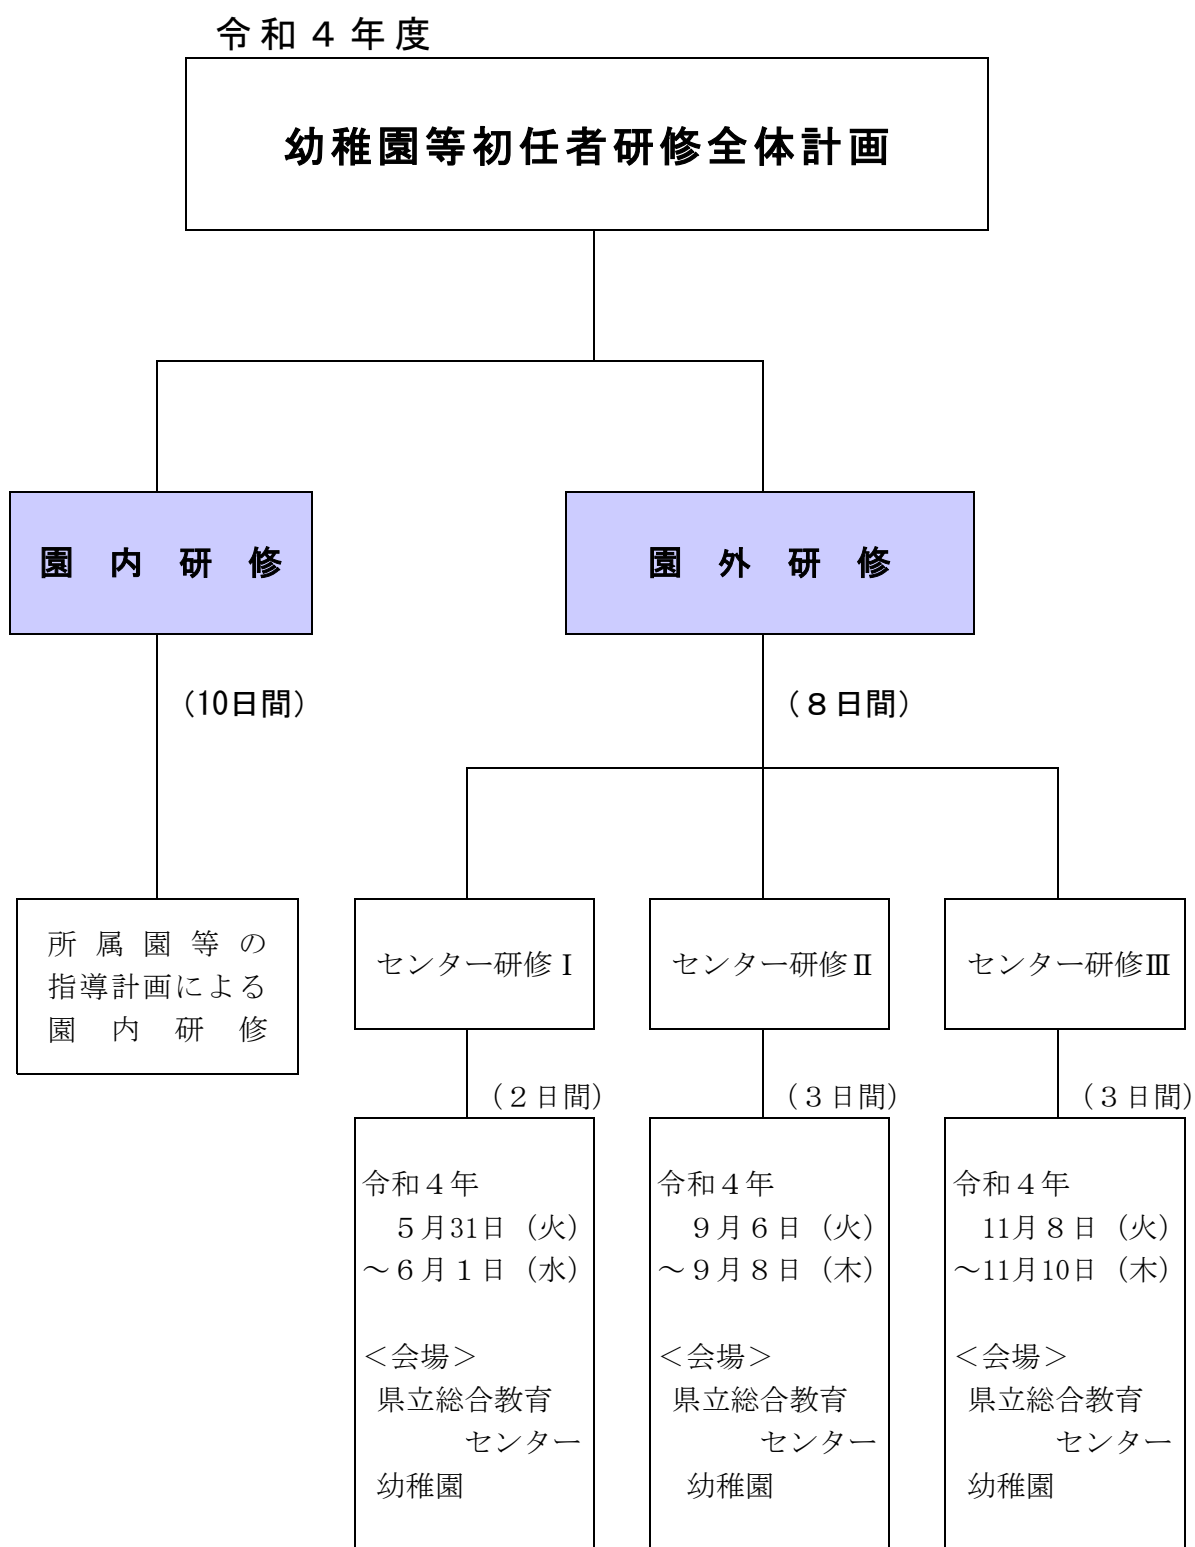 令和４年度
幼稚園等初任者研修全体計画
園内研修
園外研修
（10日間）
（８日間）
所属園等の
指導計画による
園内研修
センター研修Ⅰ
センター研修Ⅱ
センター研修Ⅲ
（２日間）
（３日間）
（３日間）
令和４年
５月31日（火）
～６月１日（水）
＜会場＞
県立総合教育
センター
幼稚園
令和４年
９月６日（火）
～９月８日（木）
＜会場＞
県立総合教育
センター
幼稚園
令和４年
11月８日（火）
～11月10日（木）
＜会場＞
県立総合教育
センター
幼稚園